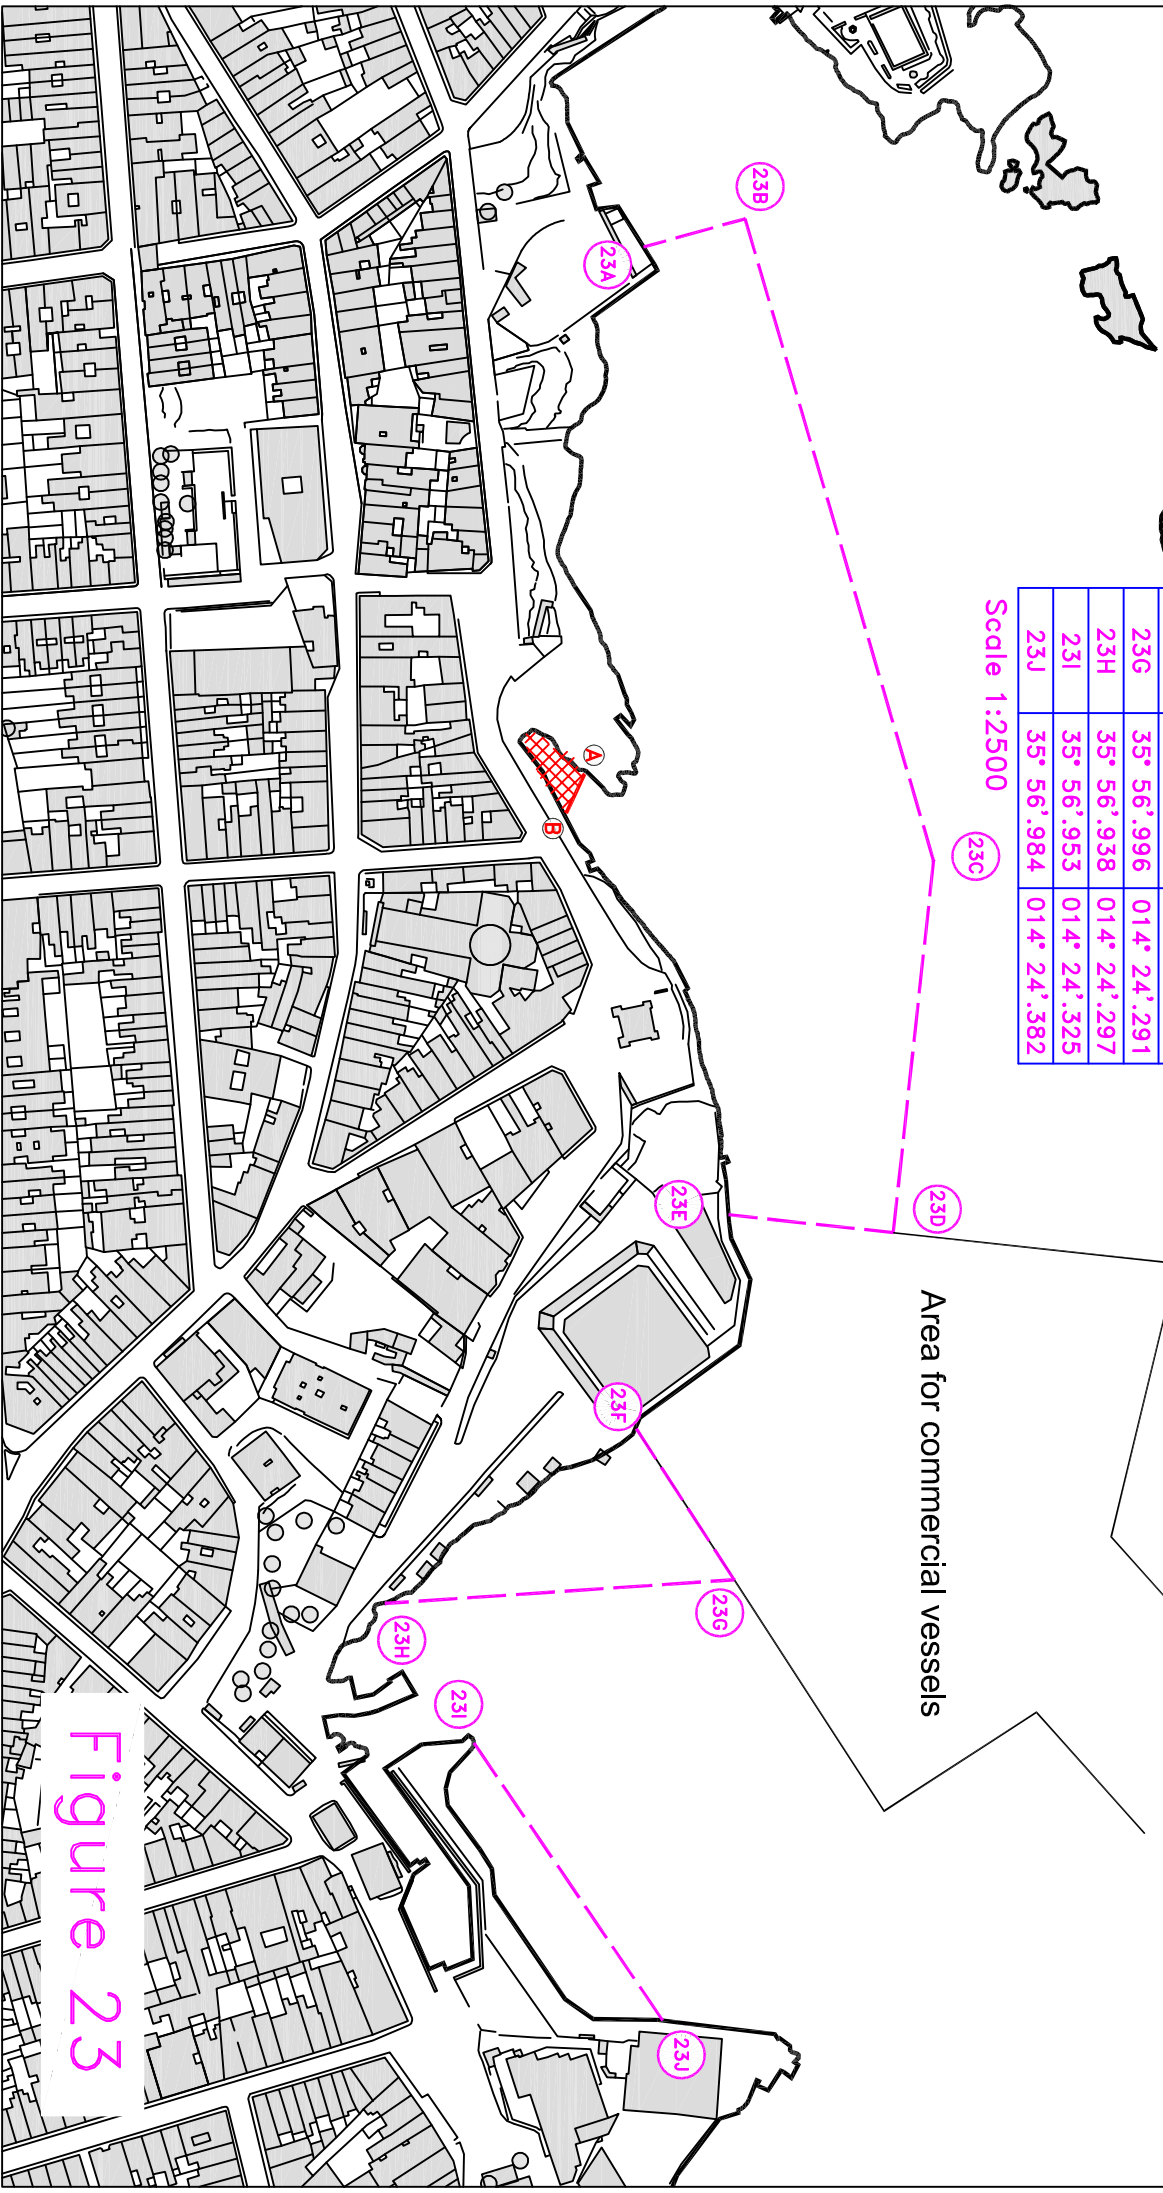 23G 35° 56'.996 014° 24'.291
23H 35° 56'.938 014° 24'.297
23I 35° 56'.953 014° 24'.325
23J 35° 56'.984 014° 24'.382
Scale 1:2500
23B
23A
23C
23D
Area for commercial vessels
A
B
23E
23F
23G
23H
23I
23J
Figure 23